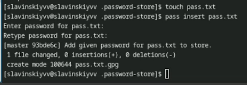 [slavinskiyvv@slavinskiyvv .password-store]$ touch pass.txt
[slavinskiyvv@slavinskiyvv .password-store]$ pass insert pass.txt
Enter password for pass.txt:
Retype password for pass.txt:
[master 93bde6c] Add given password for pass.txt to store.
1 file changed, 0 insertions(+), 0 deletions(-)
create mode 100644 pass.txt.gpg
[slavinskiyvv@slavinskiyvv .password-store]$